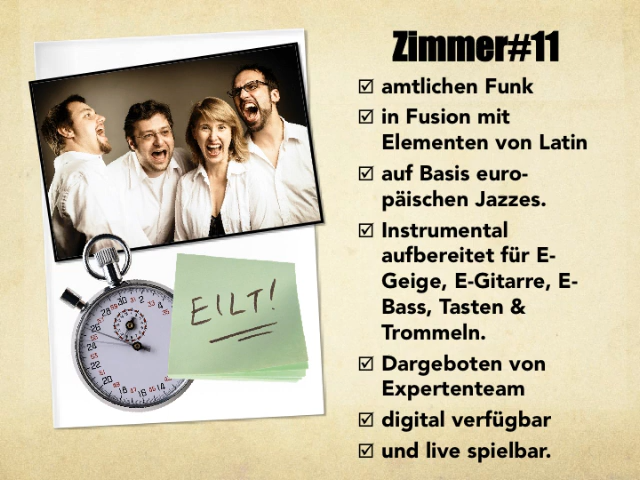 Zimmer#11
☑ amtlichen Funk
☑ in Fusion mit
Elementen von Latin
☑ auf Basis euro-
päischen Jazzes.
☑ Instrumental
aufbereitet für E-
Geige, E-Gitarre, E-
Bass, Tasten &
Trommeln.
☑ Dargeboten von
Expertenteam
☑ digital verfügbar
☑ und live spielbar.
EILT!